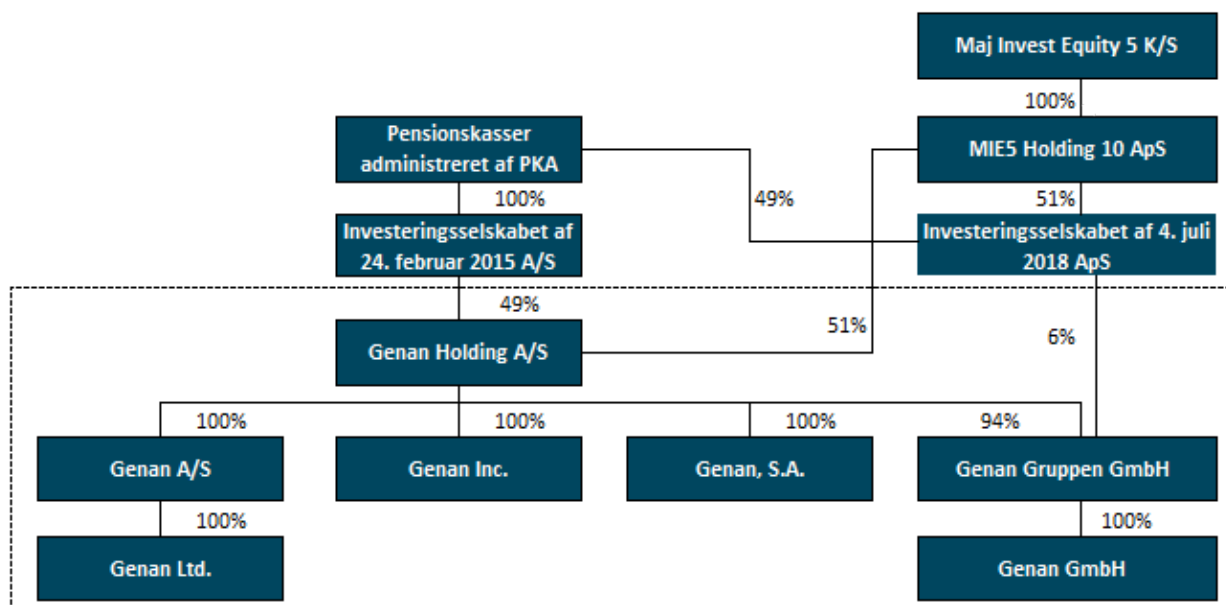 Maj Invest Equity 5 K/S
100%
Pensionskasser
administreret af PKA
MIE5 Holding 10 ApS
100%
49%
51%
Investeringsselskabet af
24. februar 2015 A/S
Investeringsselskabet af 4. juli
2018 ApS
49%
51%
6%
Genan Holding A/S
100%
100%
100%
94%
Genan A/S
Genan Inc.
Genan, S.A.
Genan Gruppen GmbH
100%
100%
Genan Ltd.
Genan GmbH